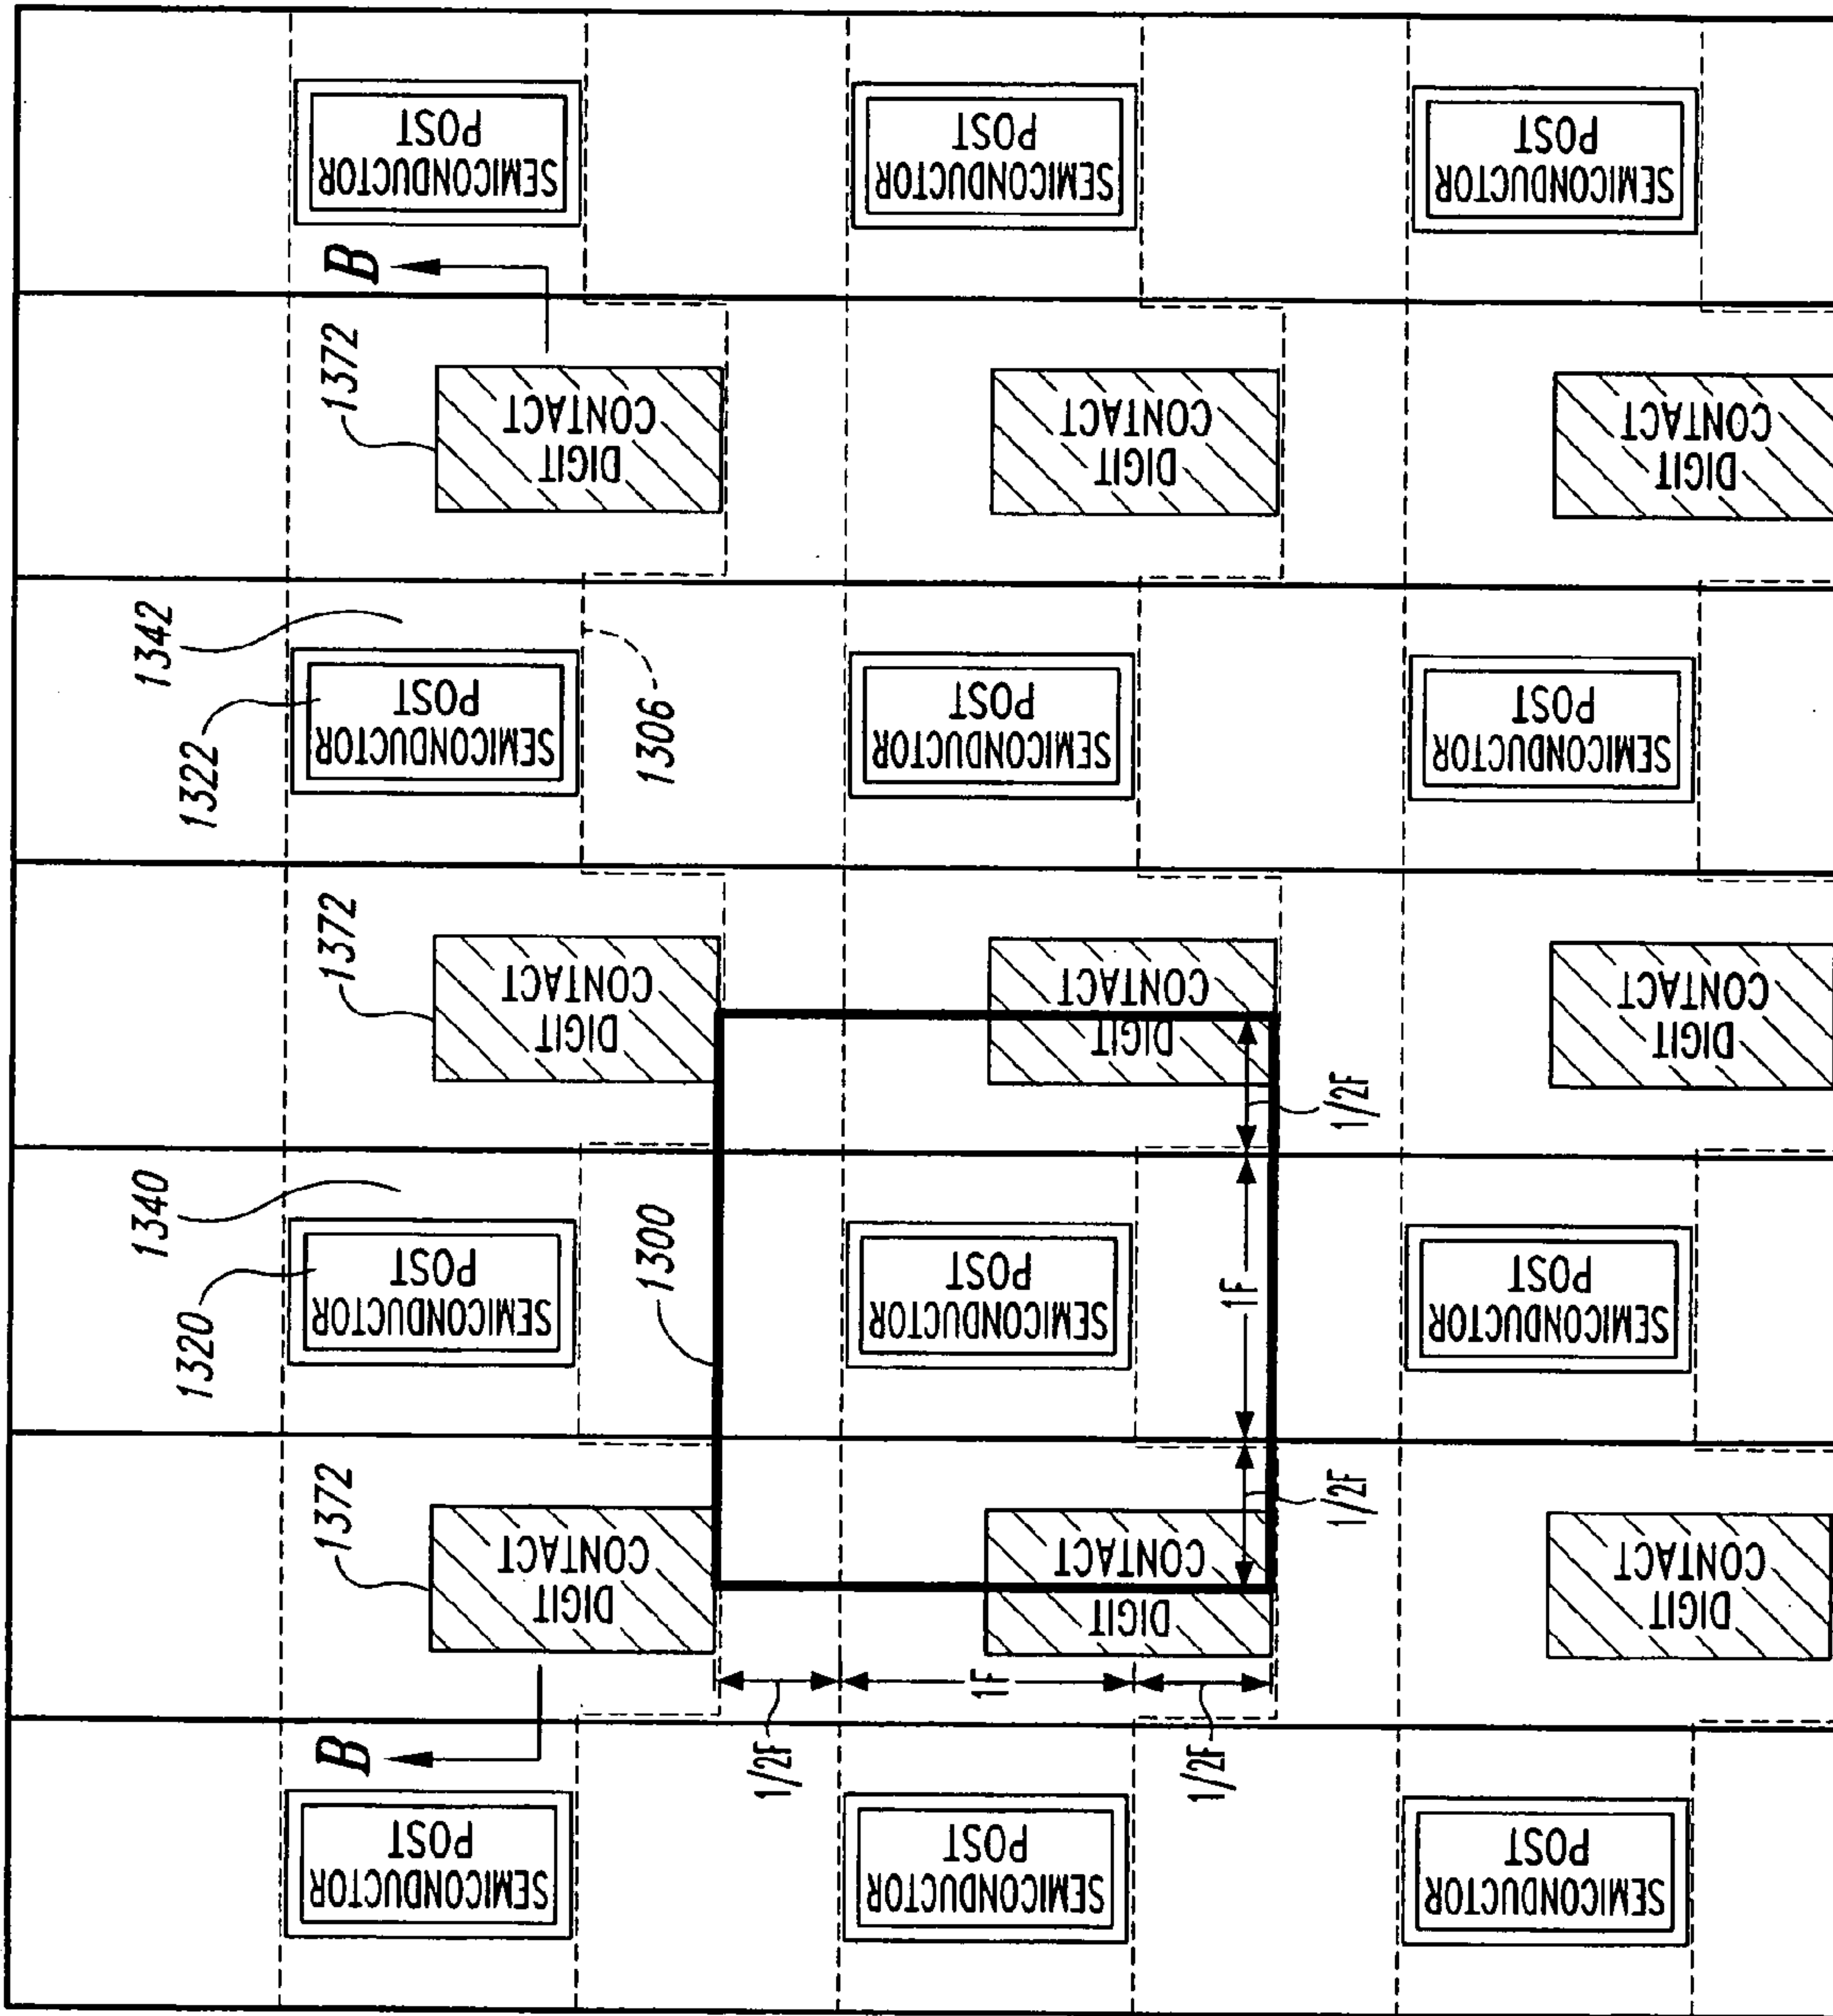 SEMICONDUCTOR
POST
SEMICONDUCTOR
POST
SEMICONDUCTOR
POST
B
1372
DIGIT
CONTACT
DIGIT
CONTACT
DIGIT
CONTACT
1342
1322
SEMICONDUCTOR
POST
1306
SEMICONDUCTOR
POST
SEMICONDUCTOR
POST
1372
DIGIT
CONTACT
DIGIT
CONTACT
DIGIT
CONTACT
1/2F
1340
1320
SEMICONDUCTOR
POST
1300
SEMICONDUCTOR
POST
1F
SEMICONDUCTOR
POST
1372
DIGIT
CONTACT
DIGIT
CONTACT
1/2F
DIGIT
CONTACT
B
1/2F
1F
1/2F
SEMICONDUCTOR
POST
SEMICONDUCTOR
POST
SEMICONDUCTOR
POST